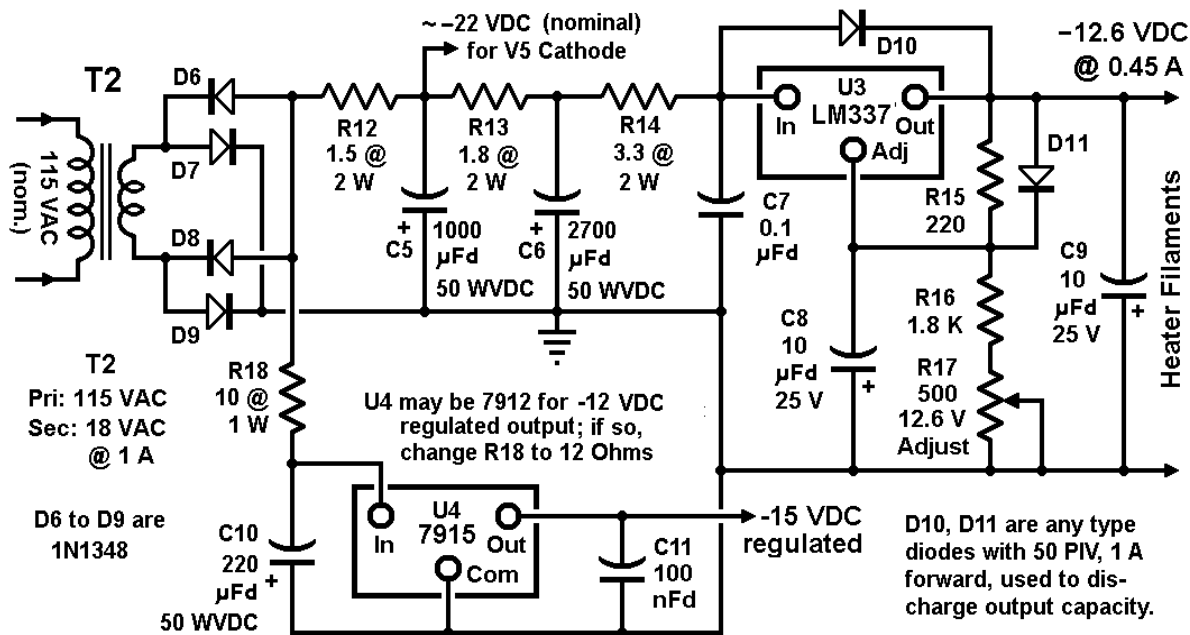 ~ –22 VDC (nominal)
for V5 Cathode
–12.6 VDC
@ 0.45 A
T2
D6
D7
D8
D9
115 VAC
(nom.)
R12
1.5 @
2 W
R13
1.8 @
2 W
R14
3.3 @
2 W
D10
U3
LM337
In
Out
Adj
D11
R15
220
+
C5
1000
µFd
50 WVDC
+
C6
2700
µFd
50 WVDC
C7
0.1
µFd
C8
10
µFd
25 V
+
R16
1.8 K
R17
500
12.6 V
Adjust
C9
10
µFd
25 V
+
Heater Filaments
T2
Pri: 115 VAC
Sec: 18 VAC
@ 1 A
R18
10 @
1 W
U4 may be 7912 for -12 VDC
regulated output; if so,
change R18 to 12 Ohms
D6 to D9 are
1N1348
C10
220
µFd
50 WVDC
+
U4
7915
In
Out
Com
C11
100
nFd
-15 VDC
regulated
D10, D11 are any type
diodes with 50 PIV, 1 A
forward, used to dis-
charge output capacity.